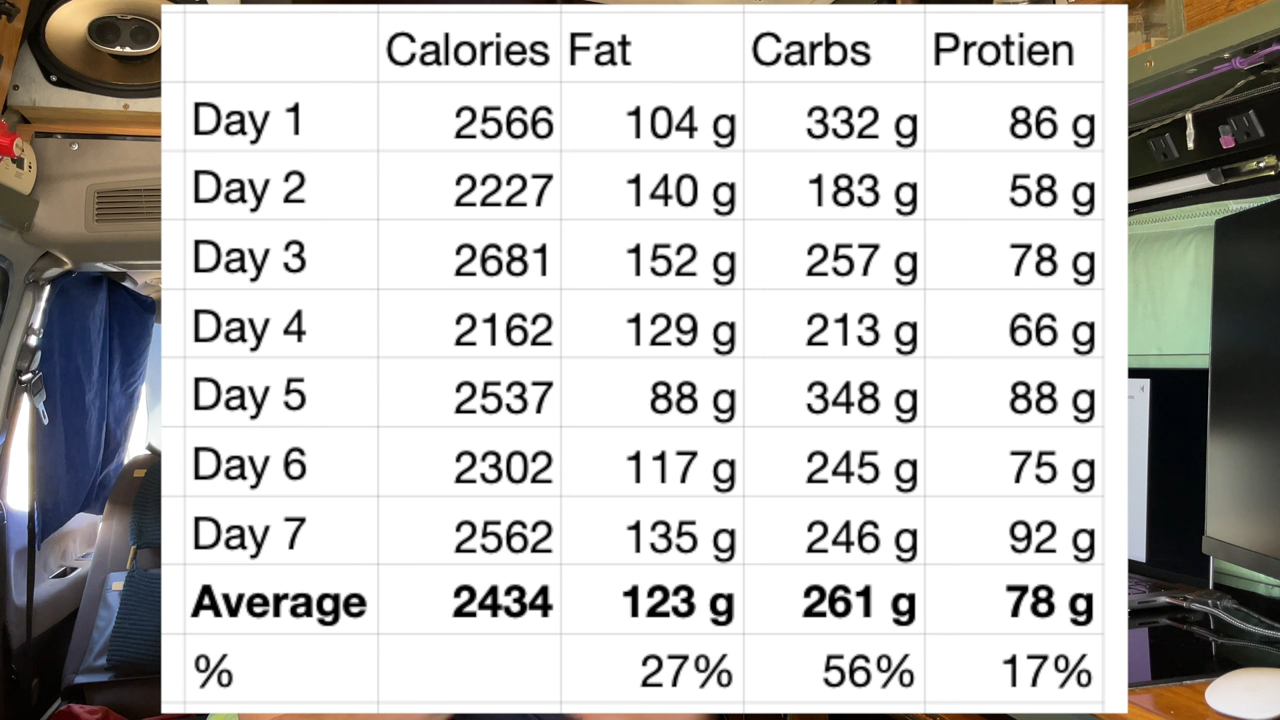 Calories Fat Carbs Protien
Day 1 2566 104 g 332 g 86 g
Day 2 2227 140 g 183 g 58 g
Day 3 2681 152 g 257 g 78 g
Day 4 2162 129 g 213 g 66 g
Day 5 2537 88 g 348 g 88 g
Day 6 2302 117 g 245 g 75 g
Day 7 2562 135 g 246 g 92 g
Average 2434 123 g 261 g 78 g
% 27% 56% 17%